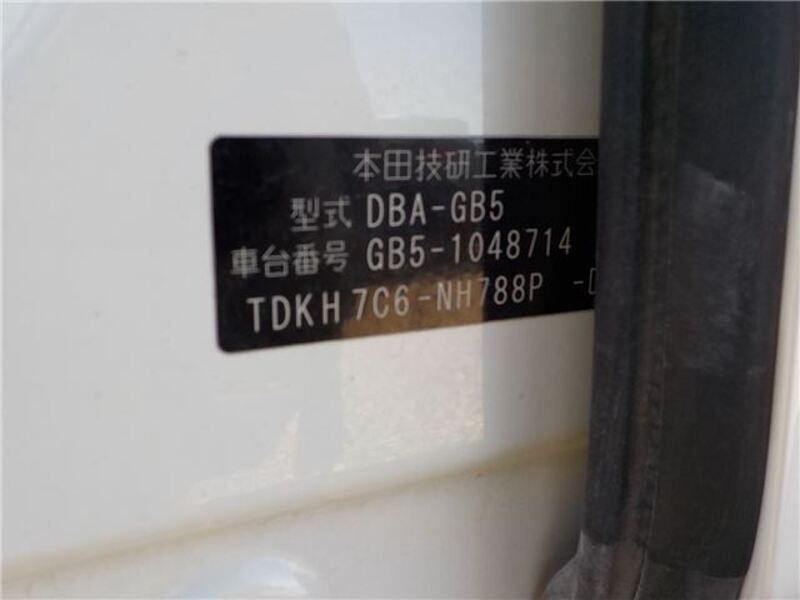 本田技研工業株式会
型式 DBA-GB5
車台番号 GB5-1048714
TDKH 7C6-NH788P -